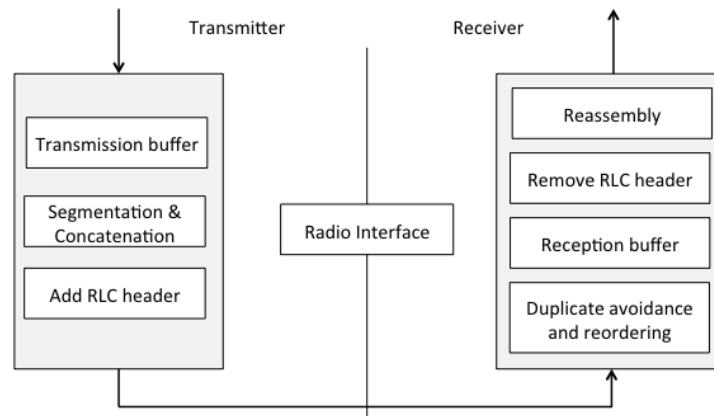 Transmitter
Receiver
Transmission buffer
Segmentation &
Concatenation
Add RLC header
Radio Interface
Reassembly
Remove RLC header
Reception buffer
Duplicate avoidance
and reordering